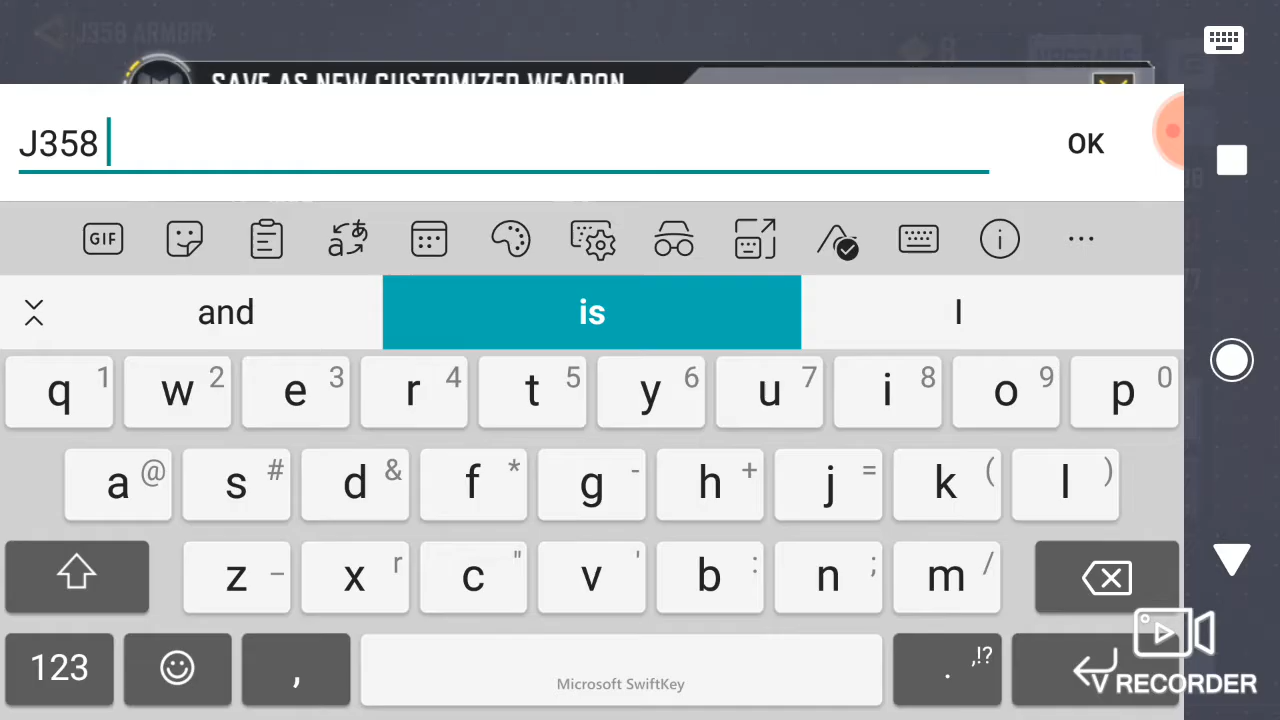 J358 ARMORY
SAVE AS NEW CUSTOMIZED WEAPON
J358
OK
GIF
and is I
q 1 w 2 e 3 r 4 t 5 y 6 u 7 i 8 o 9 p 0
a @ s # d & f * g - h + j = k ( l )
z _ x r c " v ' b : n ; m /
123 , Microsoft SwiftKey . ,!?
V RECORDER